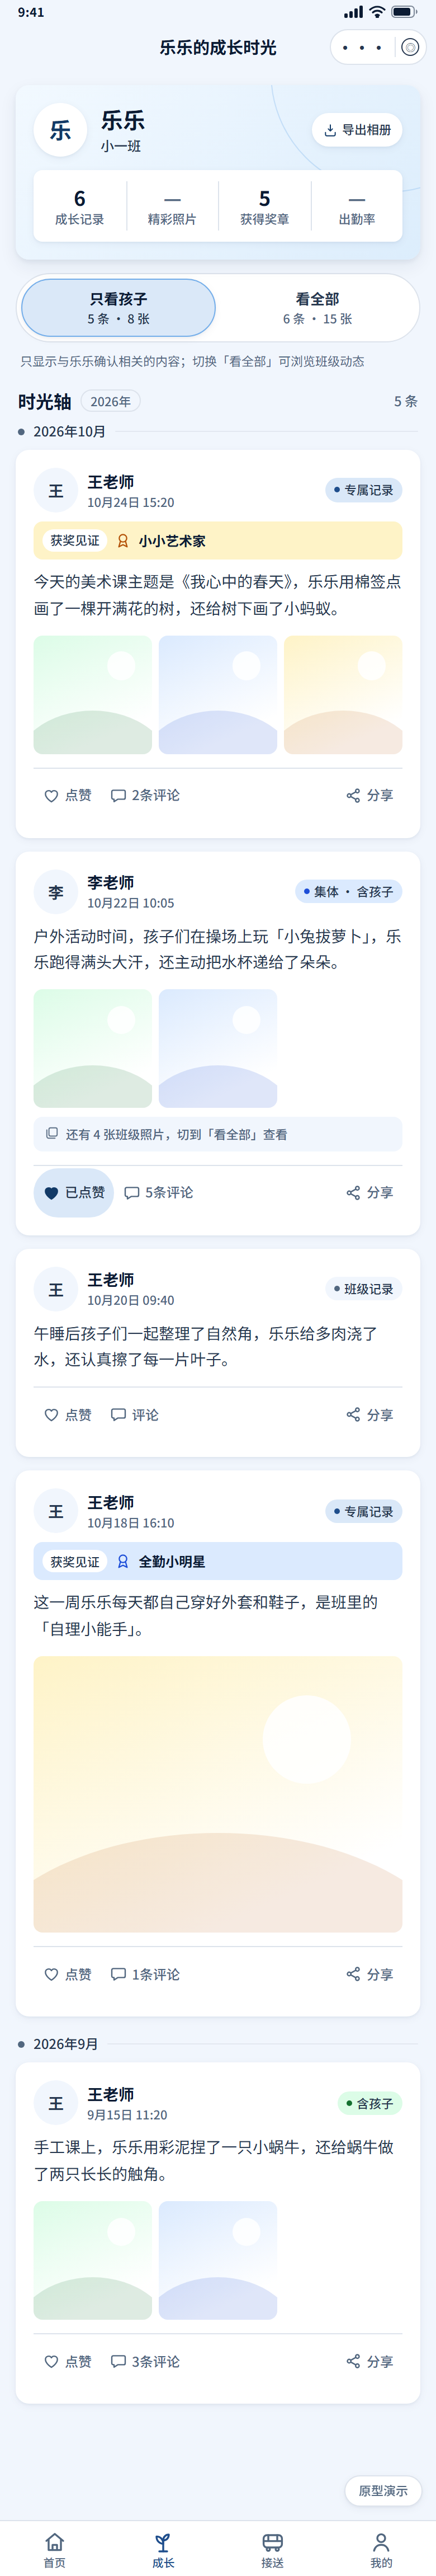 9:41
乐乐的成长时光
乐
乐乐
小一班
导出相册
6
—
5
—
成长记录
精彩照片
获得奖章
出勤率
只看孩子
5 条 · 8 张
看全部
6 条 · 15 张
只显示与乐乐确认相关的内容；切换「看全部」可浏览班级动态
时光轴
2026年
5 条
2026年10月
王
王老师
10月24日 15:20
专属记录
获奖见证
小小艺术家
今天的美术课主题是《我心中的春天》，乐乐用棉签点
画了一棵开满花的树，还给树下画了小蚂蚁。
点赞
2条评论
分享
李
李老师
10月22日 10:05
集体 · 含孩子
户外活动时间，孩子们在操场上玩「小兔拔萝卜」，乐
乐跑得满头大汗，还主动把水杯递给了朵朵。
还有 4 张班级照片，切到「看全部」查看
已点赞
5条评论
分享
王
王老师
10月20日 09:40
班级记录
午睡后孩子们一起整理了自然角，乐乐给多肉浇了
水，还认真擦了每一片叶子。
点赞
评论
分享
王
王老师
10月18日 16:10
专属记录
获奖见证
全勤小明星
这一周乐乐每天都自己穿好外套和鞋子，是班里的
「自理小能手」。
点赞
1条评论
分享
2026年9月
王
王老师
9月15日 11:20
含孩子
手工课上，乐乐用彩泥捏了一只小蜗牛，还给蜗牛做
了两只长长的触角。
点赞
3条评论
分享
原型演示
首页
成长
接送
我的